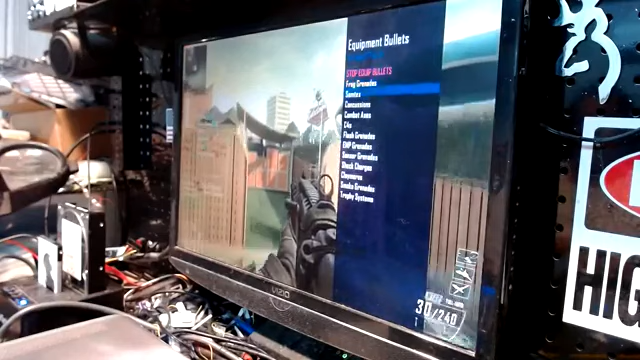 Equipment Bullets
STOP EQUIP BULLETS
Frag Grenades
Semtex
Concussions
Combat Axes
C4s
Flash Grenades
EMP Grenades
Sensor Grenades
Shock Charges
Claymores
Smoke Grenades
Trophy Systems
30/240
VIZIO
HIG